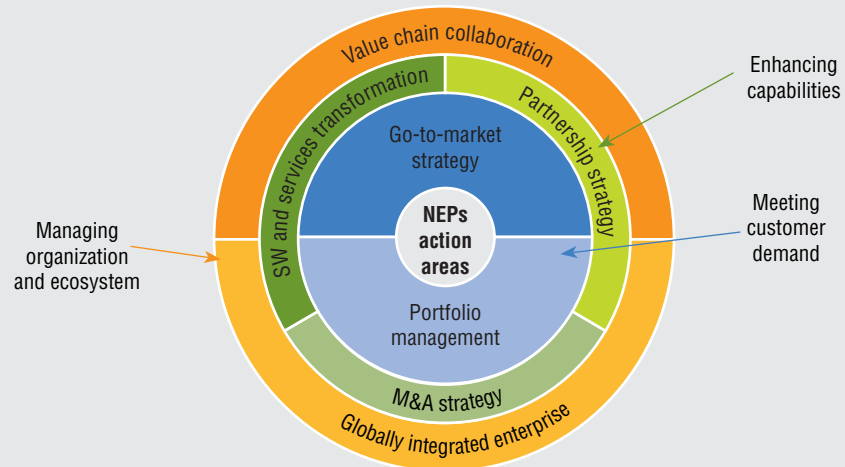 Value chain collaboration
SW and services transformation
Partnership strategy
Enhancing
capabilities
Go-to-market
strategy
NEPs
action
areas
Meeting
customer
demand
Managing
organization
and ecosystem
Portfolio
management
M&A strategy
Globally integrated enterprise